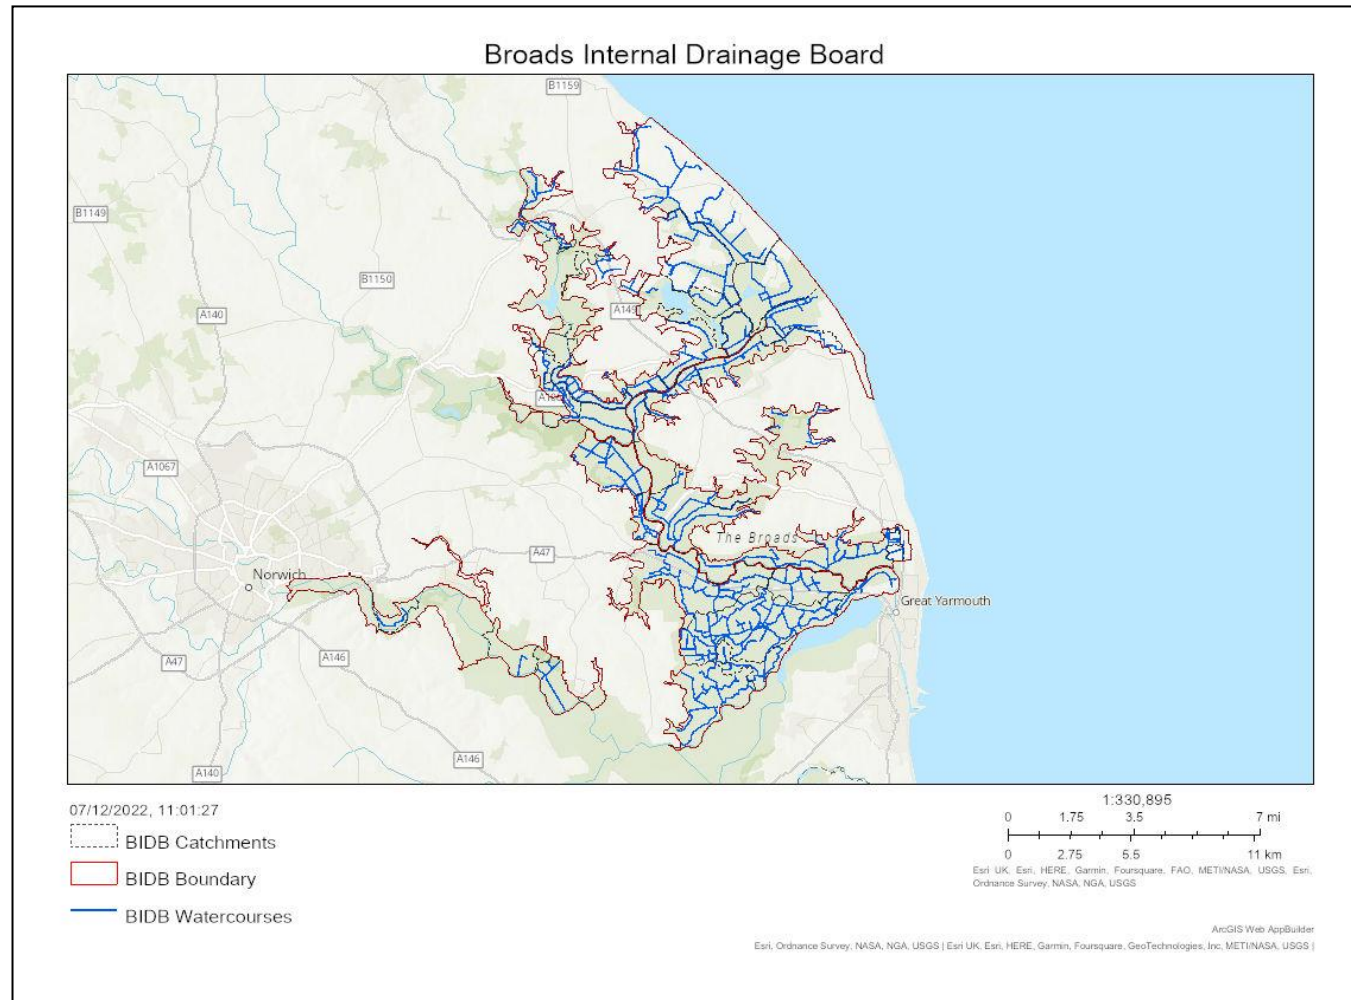 Broads Internal Drainage Board
B1159
B1149
B1150
A140
A149
A1067
The Broads
A47
Norwich
Great Yarmouth
A47
A146
A146
A140
07/12/2022, 11:01:27
BIDB Catchments
BIDB Boundary
BIDB Watercourses
1:330,895
0 1.75 3.5 7 mi
0 2.75 5.5 11 km
Esri UK, Esri, HERE, Garmin, Foursquare, FAO, METI/NASA, USGS, Esri,
Ordnance Survey, NASA, NGA, USGS
ArcGIS Web AppBuilder
Esri, Ordnance Survey, NASA, NGA, USGS | Esri UK, Esri, HERE, Garmin, Foursquare, GeoTechnologies, Inc, METI/NASA, USGS |